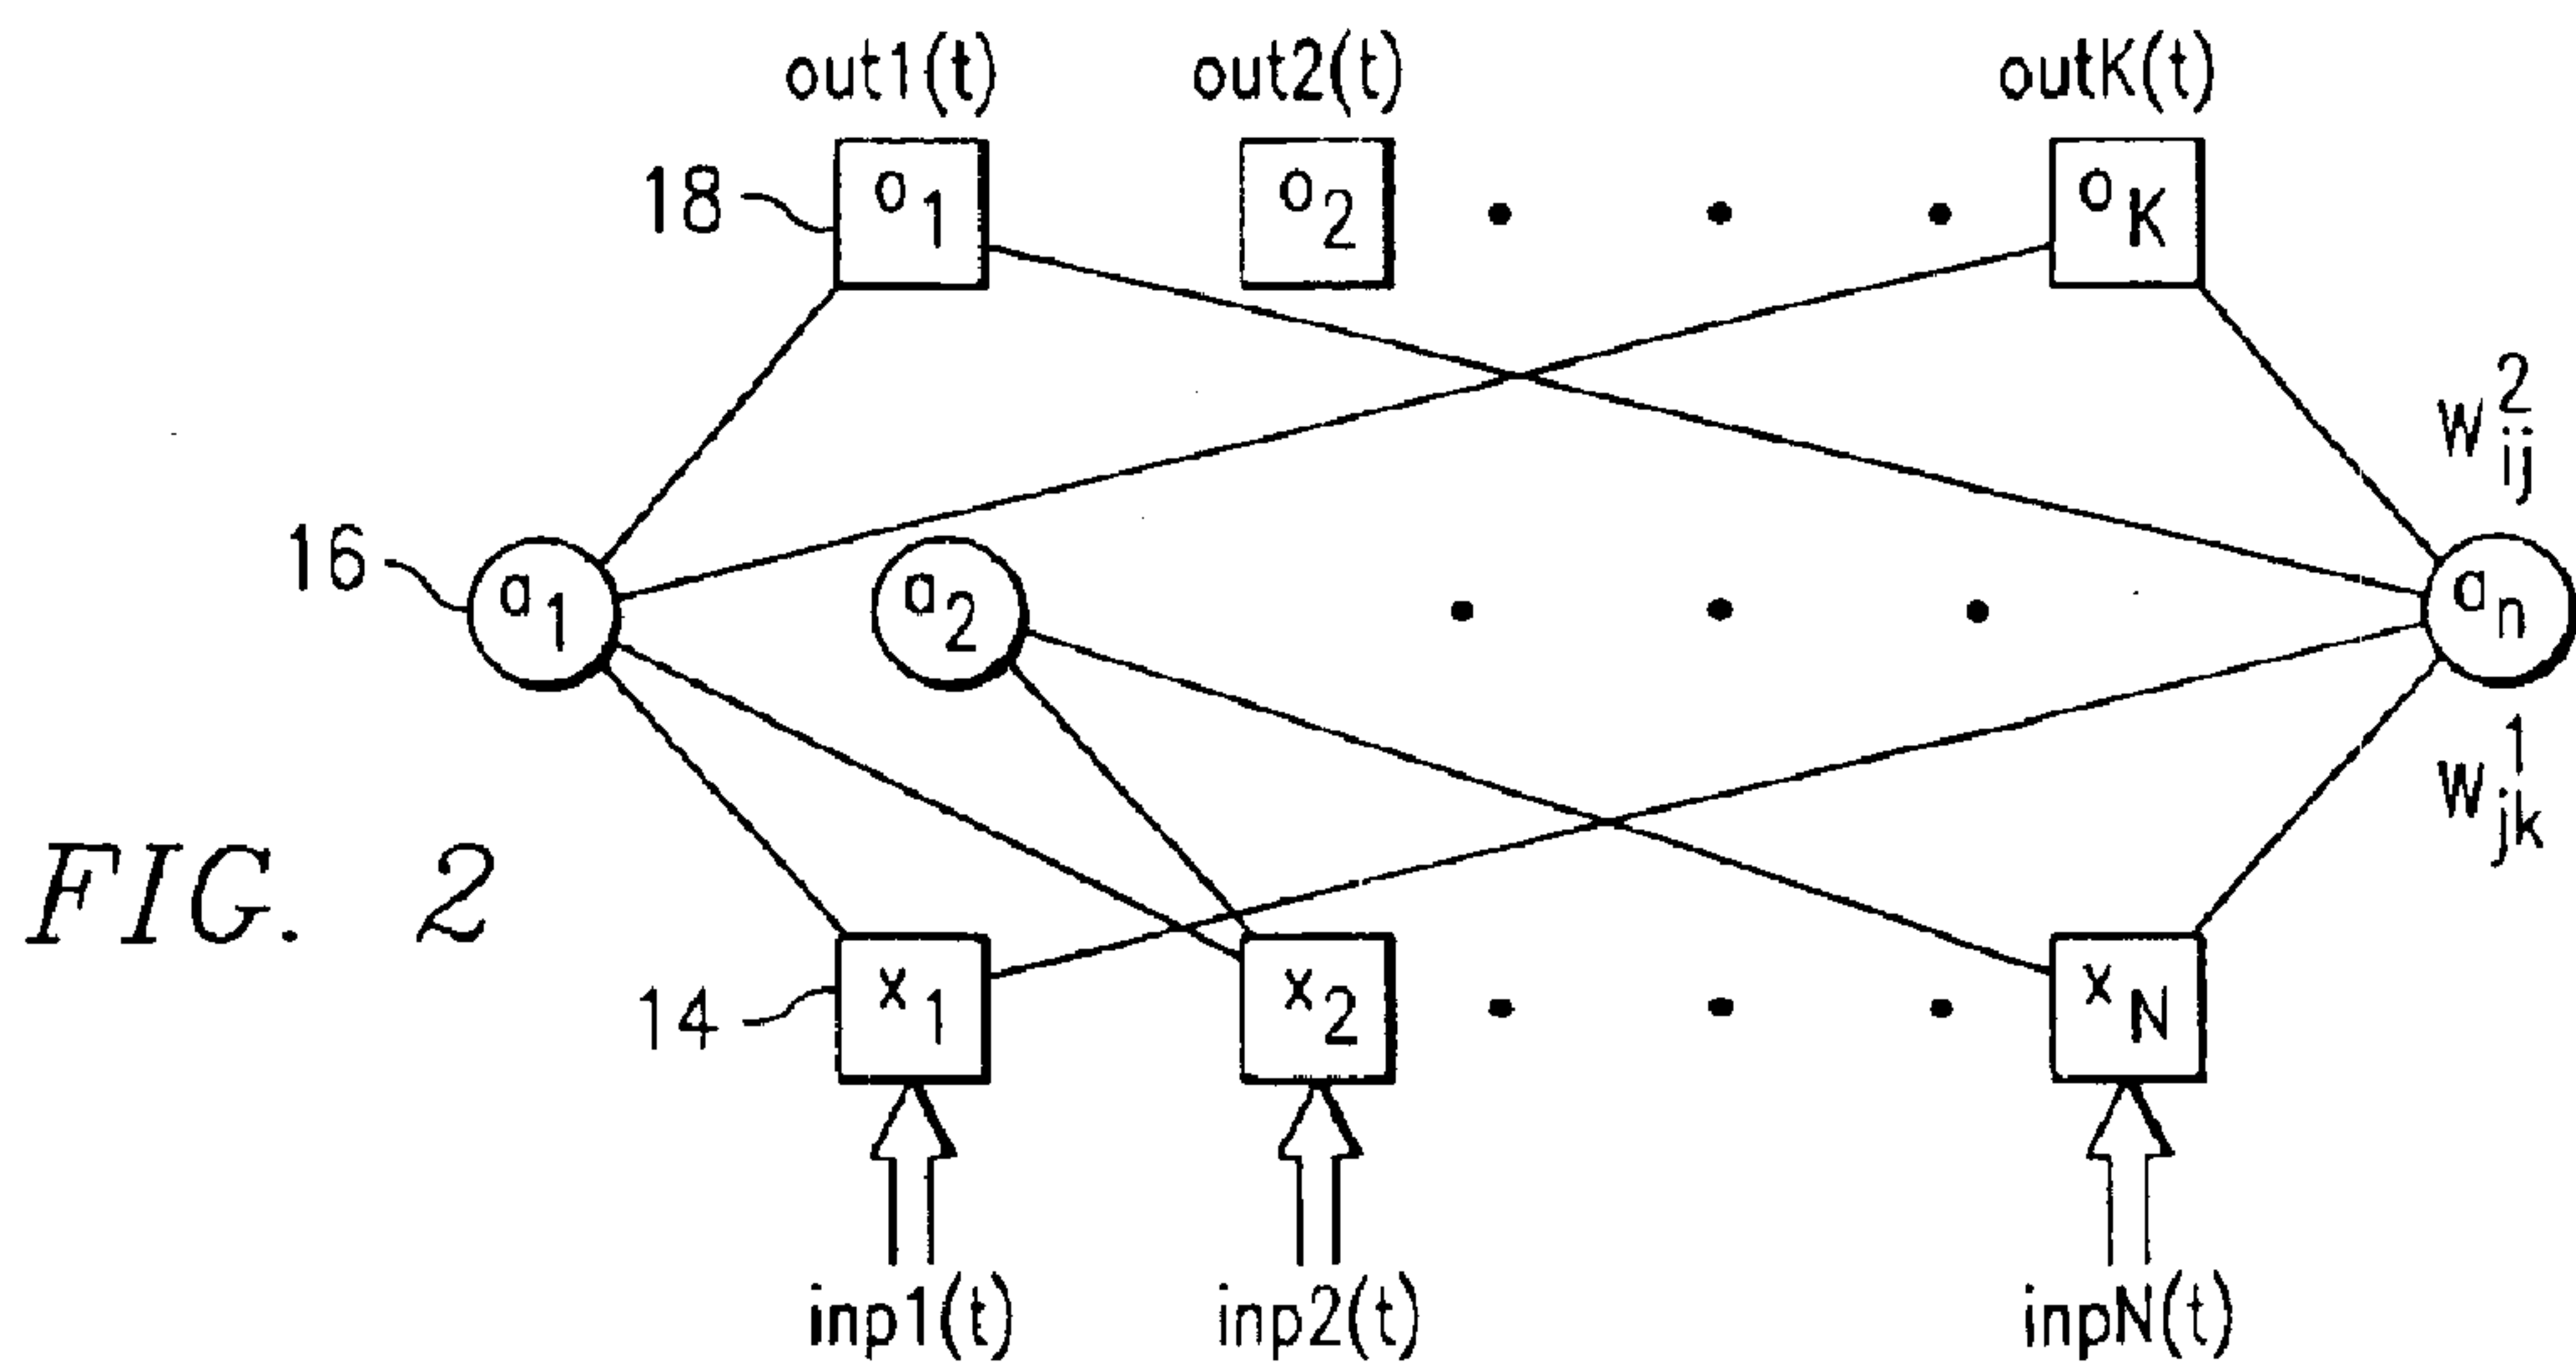 out1(t) out2(t) outK(t)
18 o1 o2 . . . oK
W²ij
16 a1 a2 . . . an
W¹jk
FIG. 2
14 x1 x2 . . . xN
inp1(t) inp2(t) inpN(t)